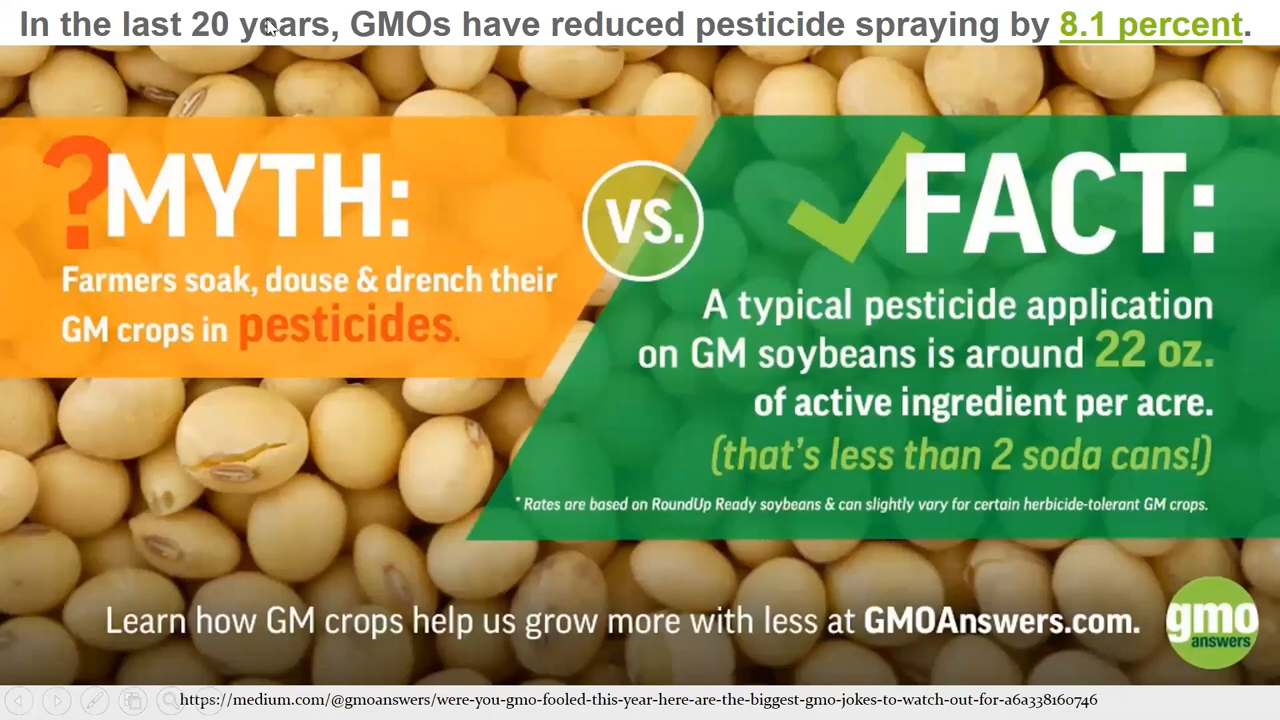 In the last 20 years, GMOs have reduced pesticide spraying by 8.1 percent.
? MYTH:
Farmers soak, douse & drench their
GM crops in pesticides.
VS.
FACT:
A typical pesticide application
on GM soybeans is around 22 oz.
of active ingredient per acre.
(that's less than 2 soda cans!)
* Rates are based on RoundUp Ready soybeans & can slightly vary for certain herbicide-tolerant GM crops.
Learn how GM crops help us grow more with less at GMOAnswers.com.
gmo
answers
https://medium.com/@gmoanswers/were-you-gmo-fooled-this-year-here-are-the-biggest-gmo-jokes-to-watch-out-for-a6a338160746